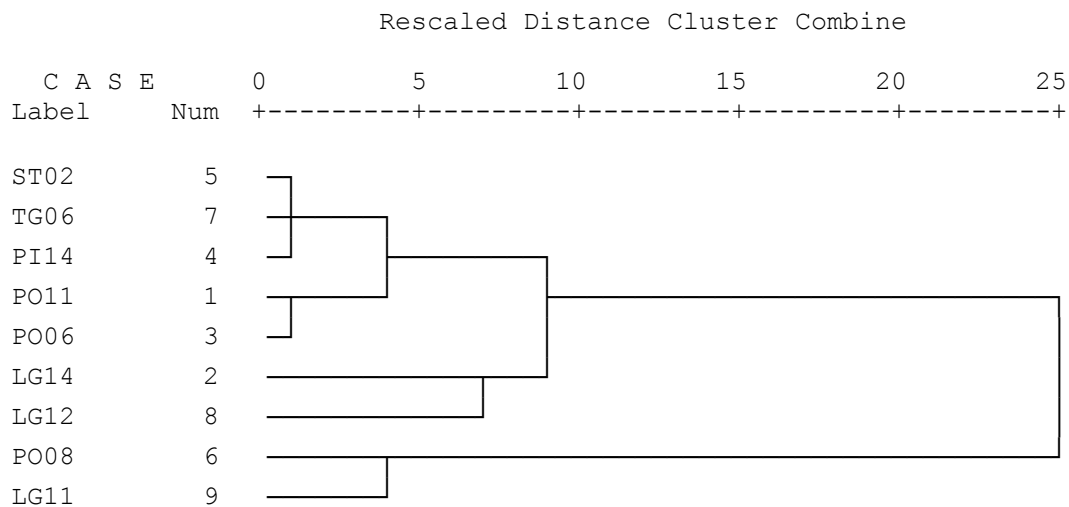 Rescaled Distance Cluster Combine
C A S E 0 5 10 15 20 25
Label Num +---------+---------+---------+---------+---------+
ST02 5
TG06 7
PI14 4
PO11 1
PO06 3
LG14 2
LG12 8
PO08 6
LG11 9